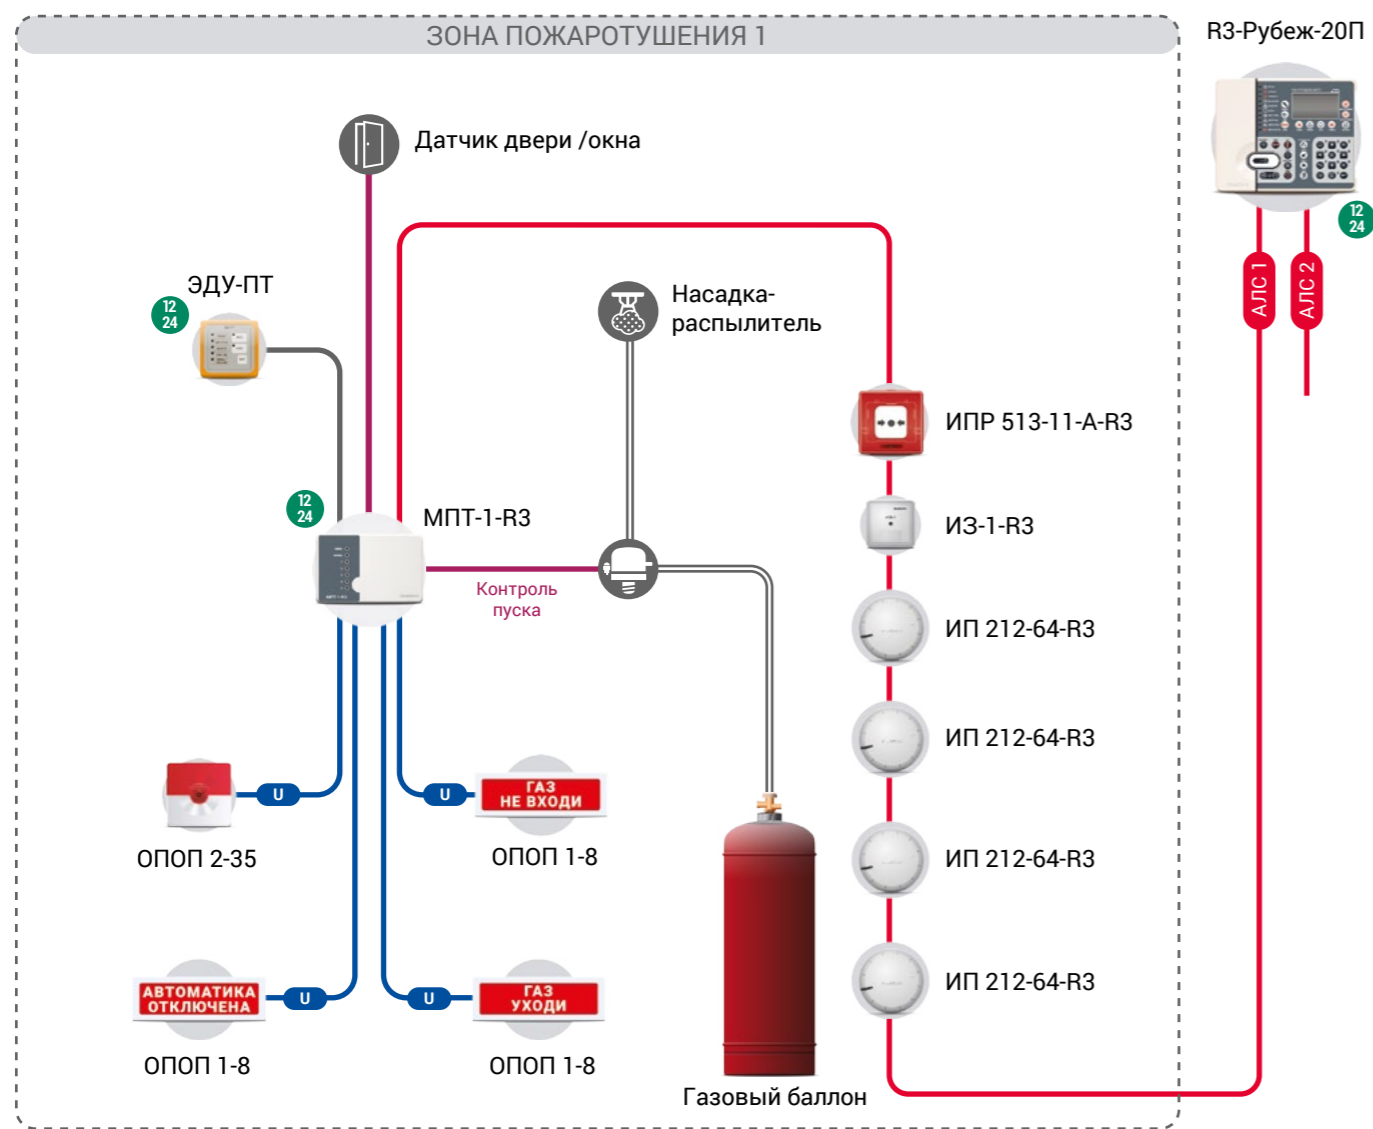 ЗОНА ПОЖАРОТУШЕНИЯ 1
R3-Рубеж-20П
Датчик двери /окна
12
24
АЛС 1
АЛС 2
ЭДУ-ПТ
12
24
Насадка-
распылитель
ИПР 513-11-А-R3
12
24
МПТ-1-R3
ИЗ-1-R3
Контроль
пуска
ИП 212-64-R3
ИП 212-64-R3
U
U
ГАЗ
НЕ ВХОДИ
ОПОП 2-35
ОПОП 1-8
ИП 212-64-R3
АВТОМАТИКА
ОТКЛЮЧЕНА
U
U
ГАЗ
УХОДИ
ИП 212-64-R3
ОПОП 1-8
ОПОП 1-8
Газовый баллон